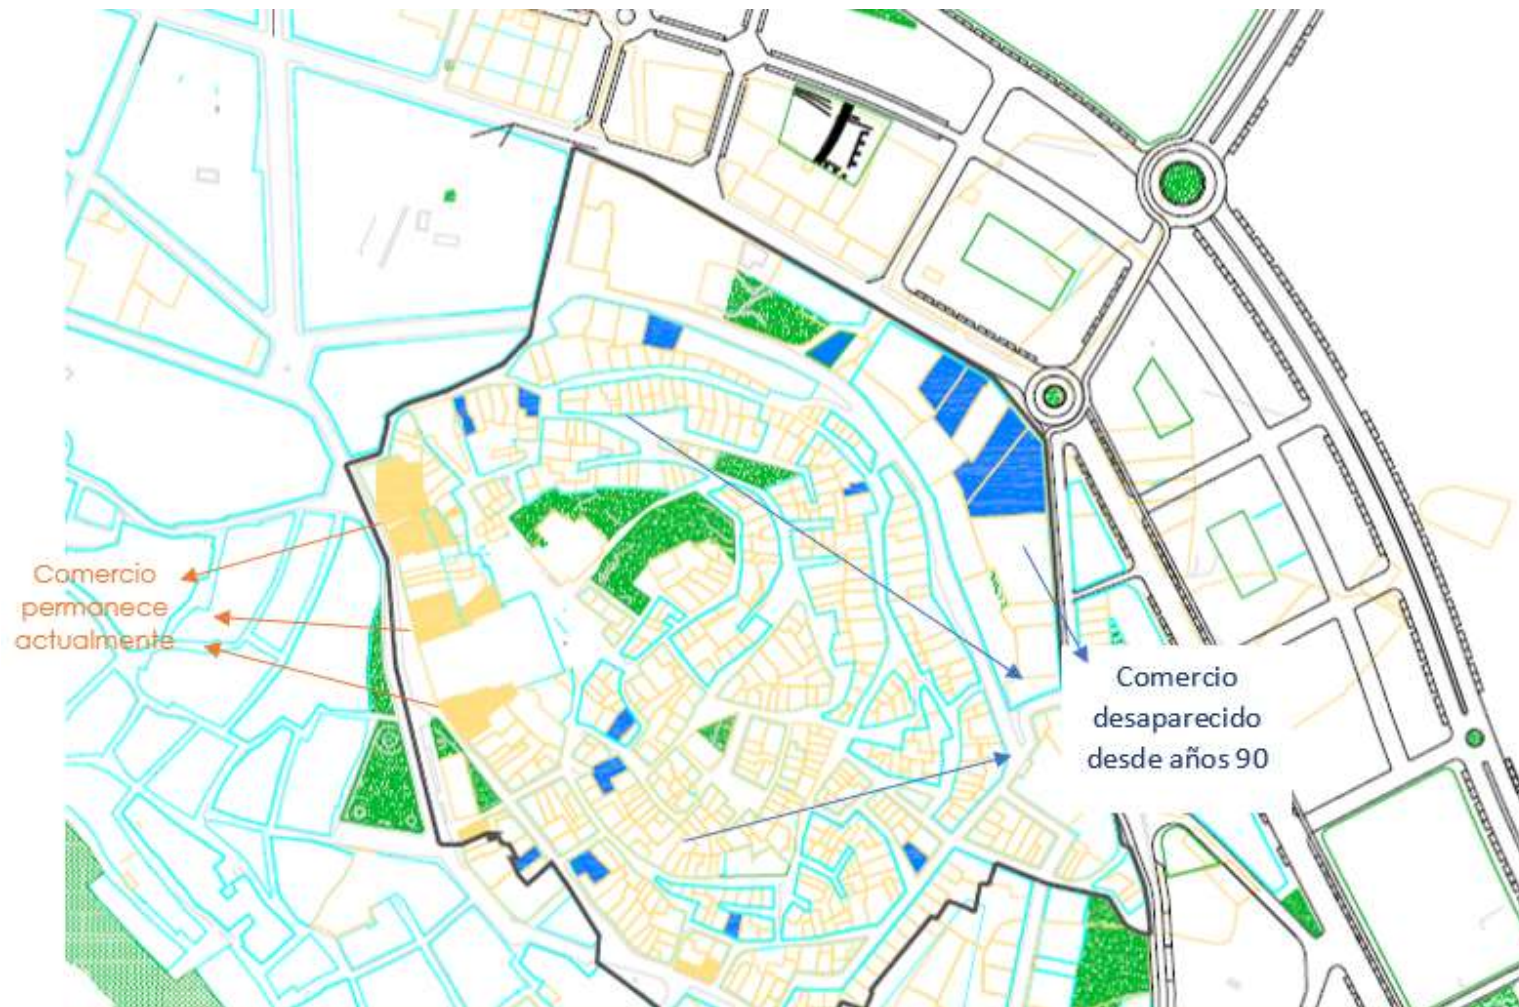 Comercio
permanece
actualmente
Comercio
desaparecido
desde años 90